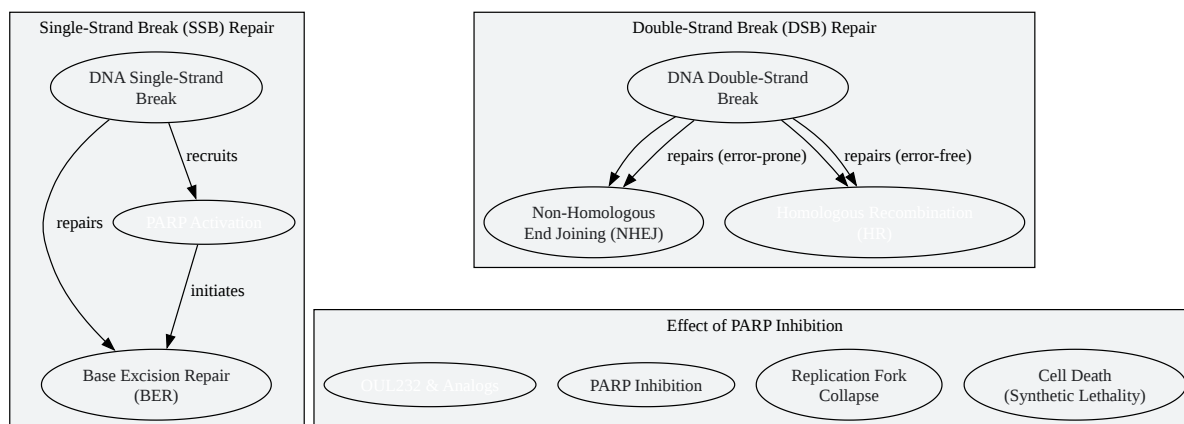 Single-Strand Break (SSB) Repair
DNA Single-Strand
Break
recruits
repairs
PARP Activation
initiates
Base Excision Repair
(BER)
Double-Strand Break (DSB) Repair
DNA Double-Strand
Break
repairs (error-prone)
repairs (error-free)
Non-Homologous
End Joining (NHEJ)
Homologous Recombination
(HR)
Effect of PARP Inhibition
OUL232 & Analogs
PARP Inhibition
Replication Fork
Collapse
Cell Death
(Synthetic Lethality)